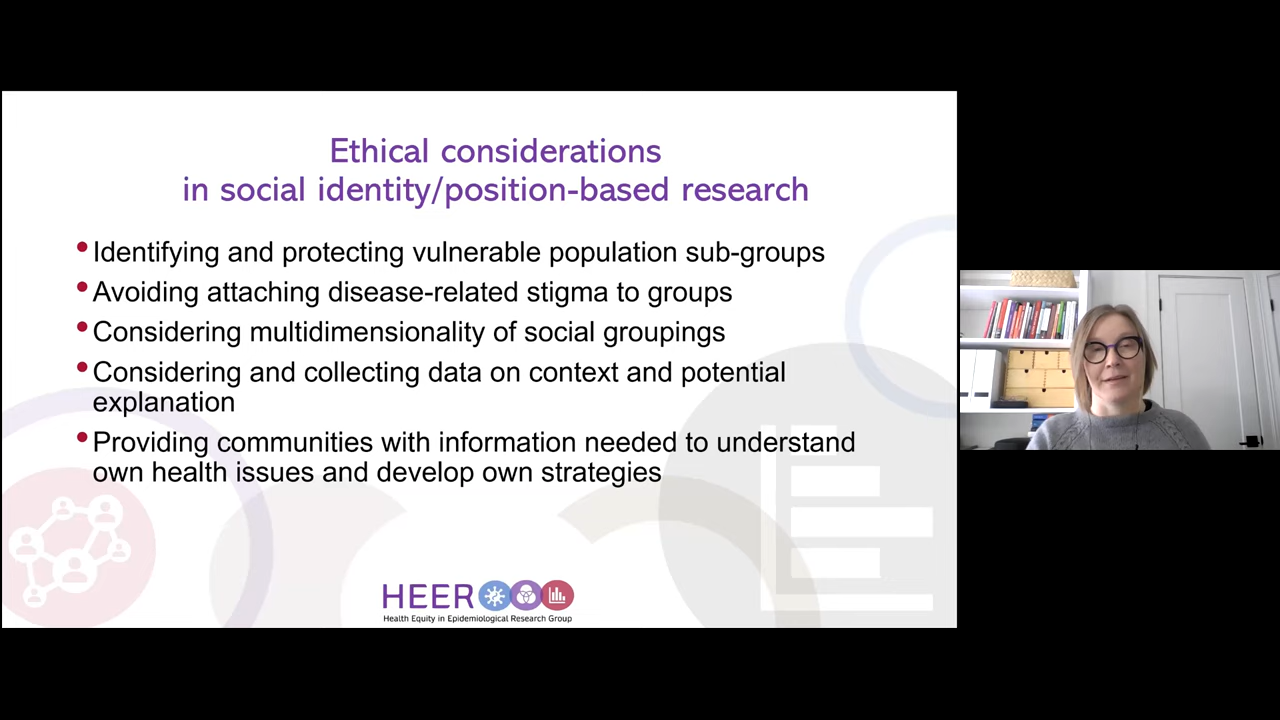 Ethical considerations
in social identity/position-based research
•Identifying and protecting vulnerable population sub-groups
•Avoiding attaching disease-related stigma to groups
•Considering multidimensionality of social groupings
•Considering and collecting data on context and potential
explanation
•Providing communities with information needed to understand
own health issues and develop own strategies
HEER
Health Equity in Epidemiological Research Group